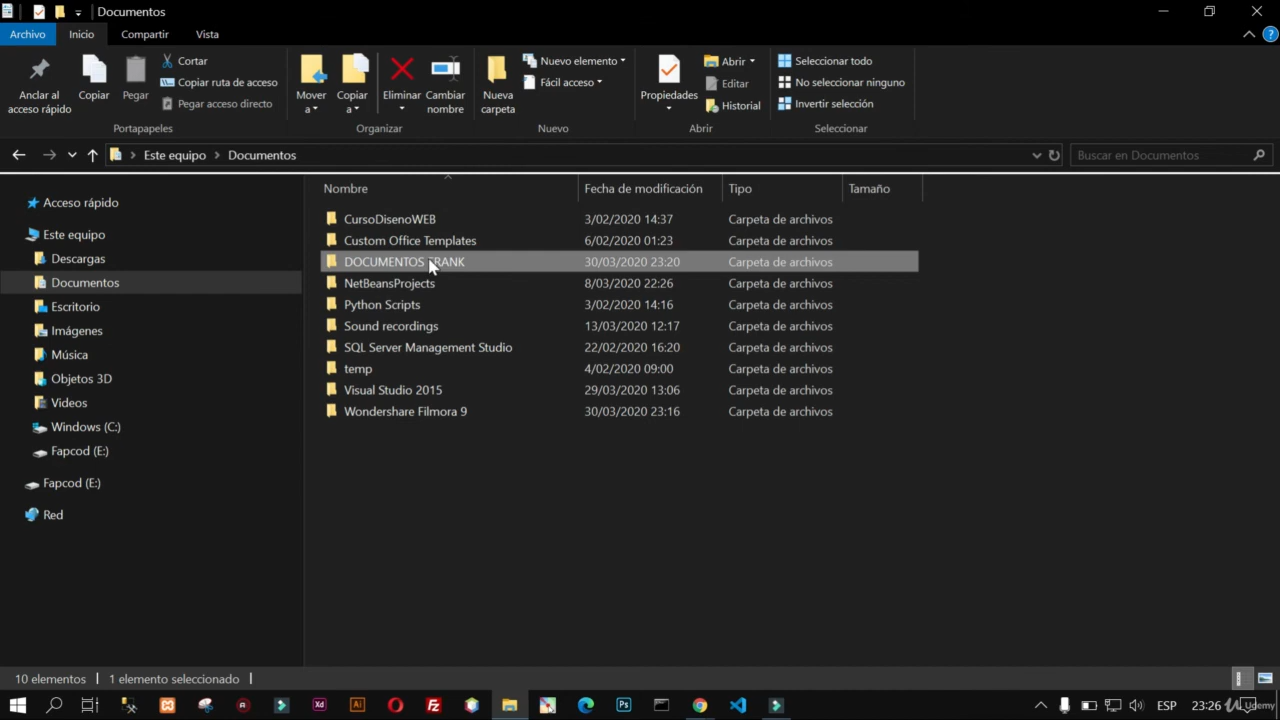 Documentos
Archivo
Inicio
Compartir
Vista
Anclar al
acceso rápido
Copiar
Pegar
Cortar
Copiar ruta de acceso
Pegar acceso directo
Portapapeles
Mover
a
Copiar
a
Eliminar
Cambiar
nombre
Organizar
Nueva
carpeta
Nuevo elemento
Fácil acceso
Nuevo
Propiedades
Abrir
Editar
Historial
Abrir
Seleccionar todo
No seleccionar ninguno
Invertir selección
Seleccionar
Este equipo
Documentos
Buscar en Documentos
Acceso rápido
Este equipo
Descargas
Documentos
Escritorio
Imágenes
Música
Objetos 3D
Videos
Windows (C:)
Fapcod (E:)
Fapcod (E:)
Red
Nombre Fecha de modificación Tipo Tamaño
CursoDisenoWEB 3/02/2020 14:37 Carpeta de archivos
Custom Office Templates 6/02/2020 01:23 Carpeta de archivos
DOCUMENTOS FRANK 30/03/2020 23:20 Carpeta de archivos
NetBeansProjects 8/03/2020 22:26 Carpeta de archivos
Python Scripts 3/02/2020 14:16 Carpeta de archivos
Sound recordings 13/03/2020 12:17 Carpeta de archivos
SQL Server Management Studio 22/02/2020 16:20 Carpeta de archivos
temp 4/02/2020 09:00 Carpeta de archivos
Visual Studio 2015 29/03/2020 13:06 Carpeta de archivos
Wondershare Filmora 9 30/03/2020 23:16 Carpeta de archivos
10 elementos
1 elemento seleccionado
Xd
Ai
Ps
ESP
23:26
Udemy